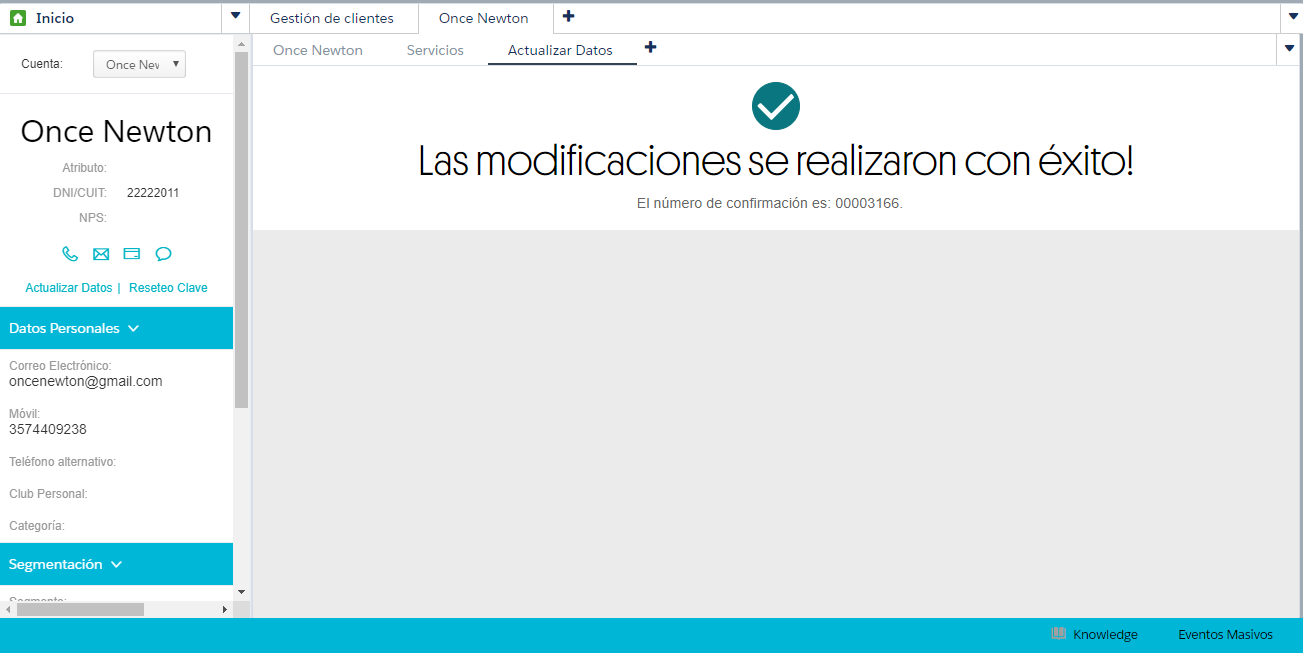 Inicio
Gestión de clientes
Once Newton
Cuenta:
Once Nev
Once Newton
Servicios
Actualizar Datos
Once Newton
Atributo:
DNI/CUIT: 22222011
NPS:
Actualizar Datos | Reseteo Clave
Datos Personales
Correo Electrónico:
oncenewton@gmail.com
Móvil:
3574409238
Teléfono alternativo:
Club Personal:
Categoría:
Segmentación
Segmento:
Las modificaciones se realizaron con éxito!
El número de confirmación es: 00003166.
Knowledge
Eventos Masivos